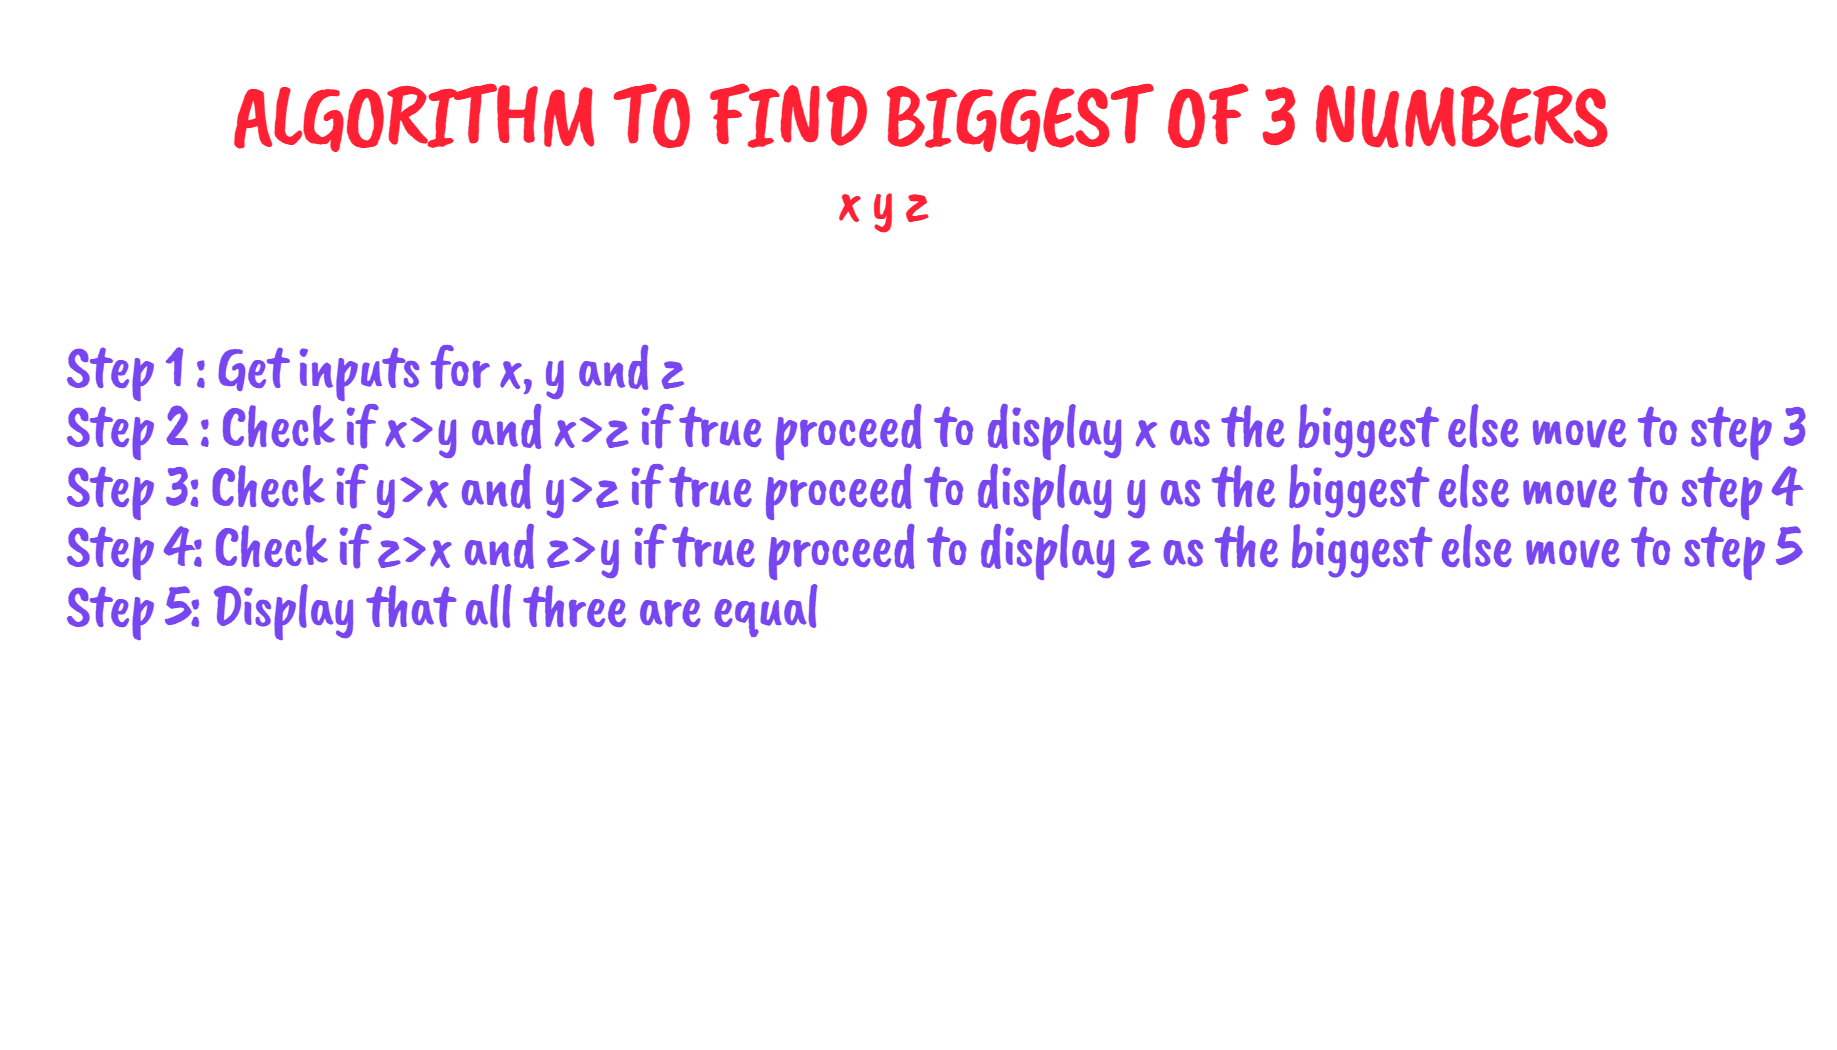 ALGORITHM TO FIND BIGGEST OF 3 NUMBERS
x y z
Step 1 : Get inputs for x, y and z
Step 2 : Check if x>y and x>z if true proceed to display x as the biggest else move to step 3
Step 3: Check if y>x and y>z if true proceed to display y as the biggest else move to step 4
Step 4: Check if z>x and z>y if true proceed to display z as the biggest else move to step 5
Step 5: Display that all three are equal